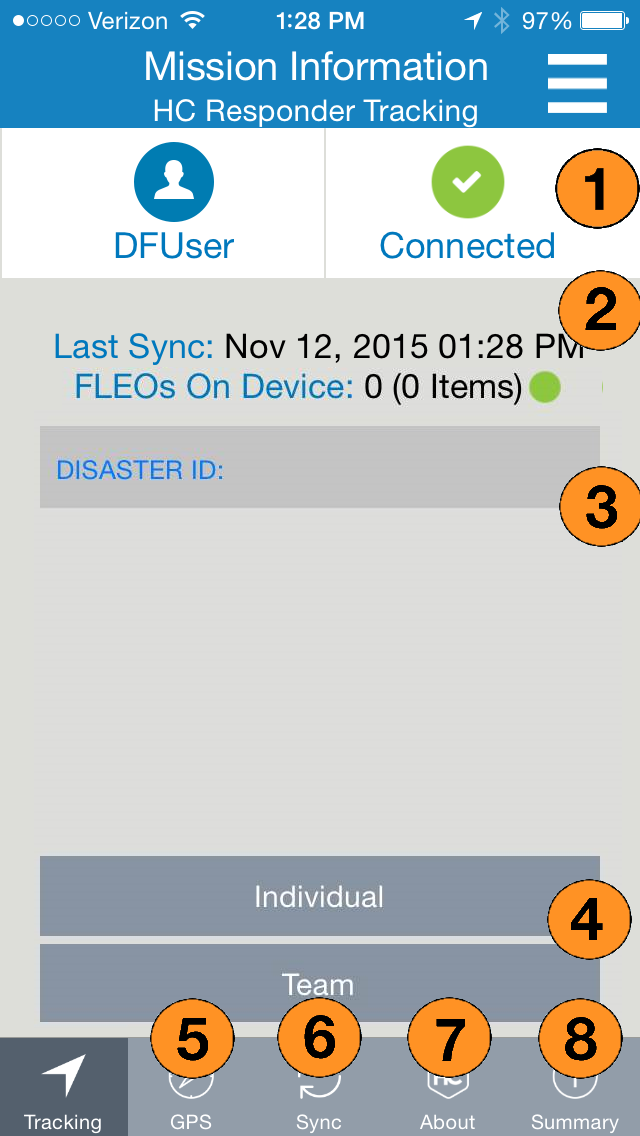 Verizon 1:28 PM 97%
Mission Information
HC Responder Tracking
1
DFUser Connected
2
Last Sync: Nov 12, 2015 01:28 PM
FLEOs On Device: 0 (0 Items)
DISASTER ID:
3
Individual
4
Team
5 6 7 8
HC
Tracking GPS Sync About Summary